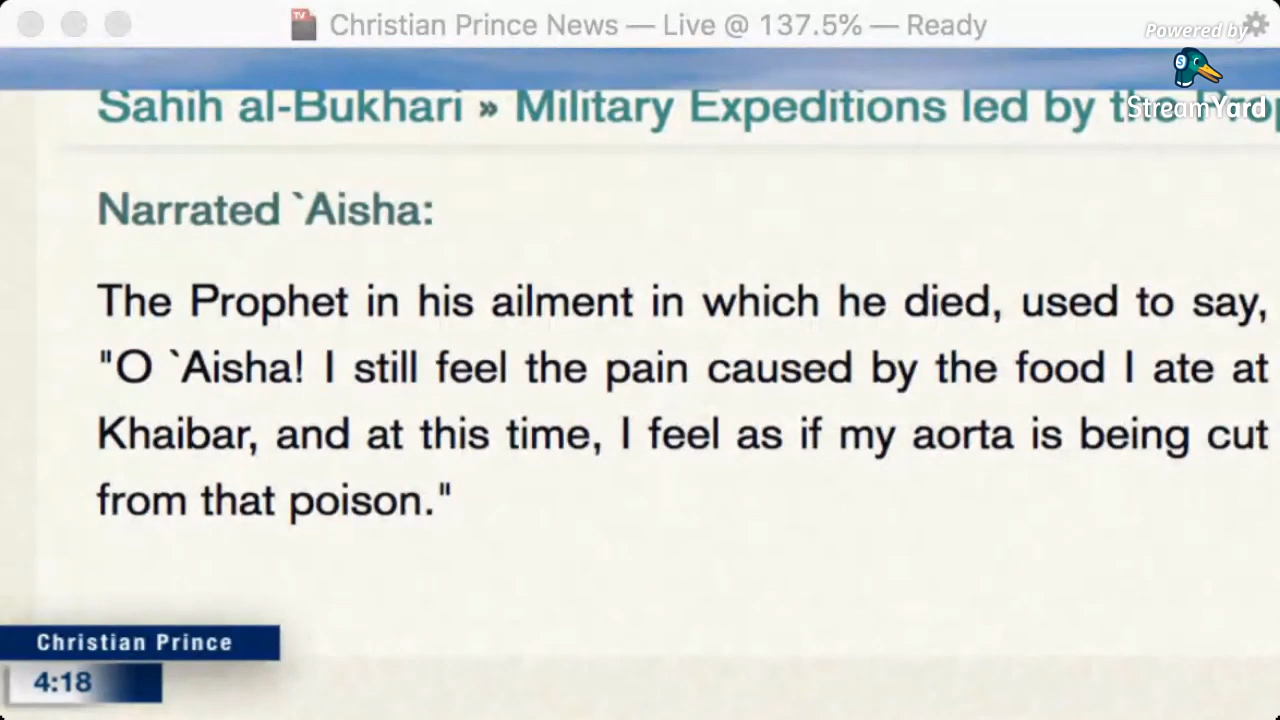 TV Christian Prince News — Live @ 137.5% — Ready
Powered by
StreamYard
Sahih al-Bukhari » Military Expeditions led by the Prop
Narrated `Aisha:
The Prophet in his ailment in which he died, used to say,
"O `Aisha! I still feel the pain caused by the food I ate at
Khaibar, and at this time, I feel as if my aorta is being cut
from that poison."
Christian Prince
4:18